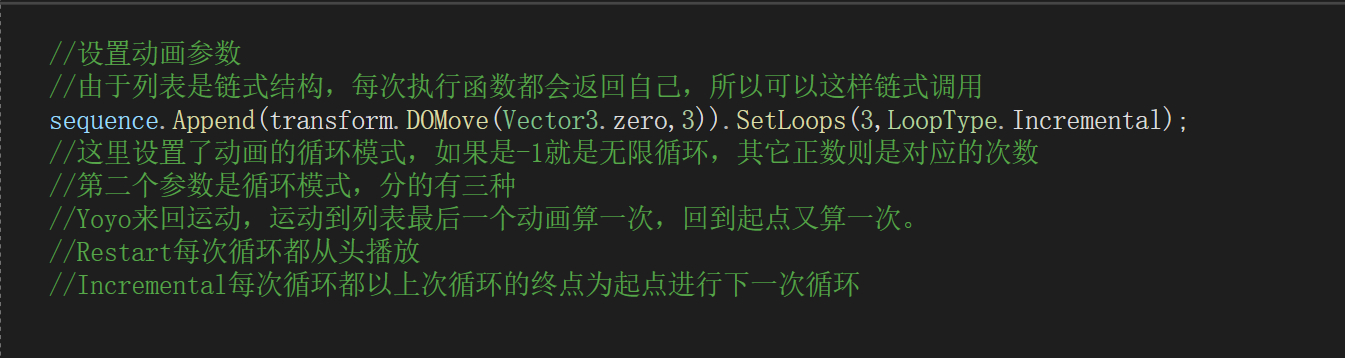 //设置动画参数
//由于列表是链式结构，每次执行函数都会返回自己，所以可以这样链式调用
sequence.Append(transform.DOMove(Vector3.zero,3)).SetLoops(3,LoopType.Incremental);
//这里设置了动画的循环模式，如果是-1就是无限循环，其它正数则是对应的次数
//第二个参数是循环模式，分的有三种
//Yoyo来回运动，运动到列表最后一个动画算一次，回到起点又算一次。
//Restart每次循环都从头播放
//Incremental每次循环都以上次循环的终点为起点进行下一次循环